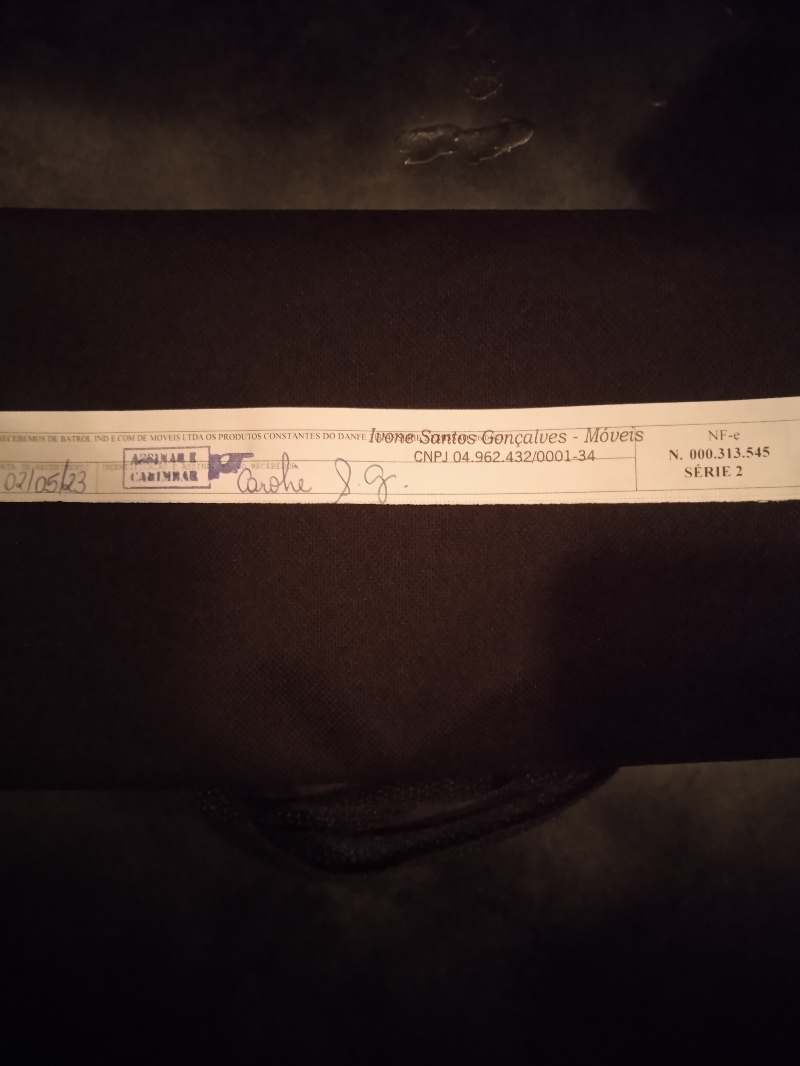 RECEBEMOS DE BATROL IND E COM DE MOVEIS LTDA OS PRODUTOS CONSTANTES DO DANFE
Ivone Santos Gonçalves - Móveis
CNPJ 04.962.432/0001-34
NF-e
N. 000.313.545
SÉRIE 2
02/05/23
ASSINAR E
CARIMBAR
S.G.